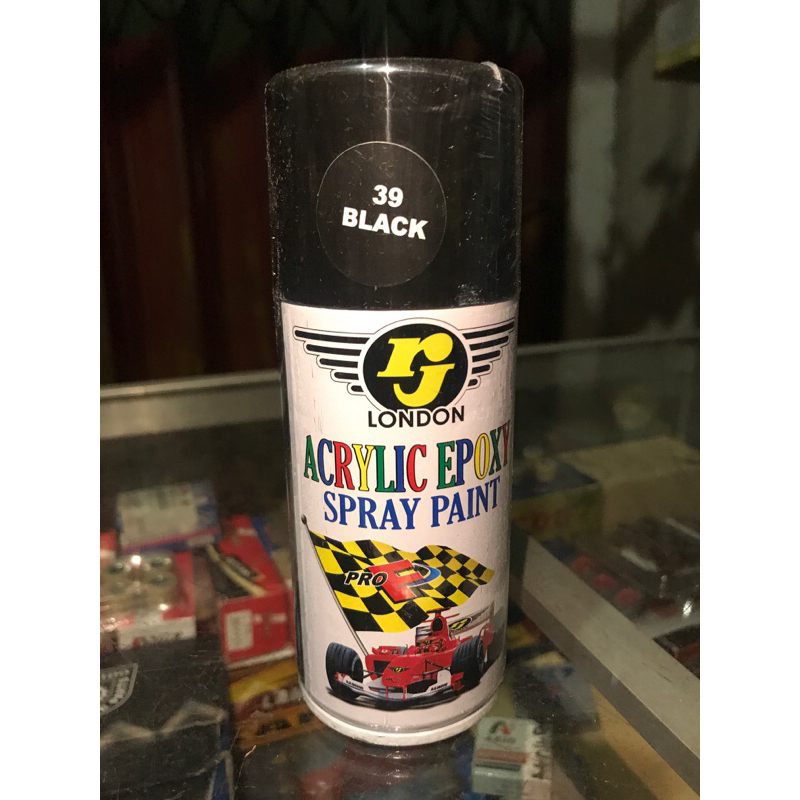 39
BLACK
rj
LONDON
ACRYLIC EPOXY
SPRAY PAINT
PRO